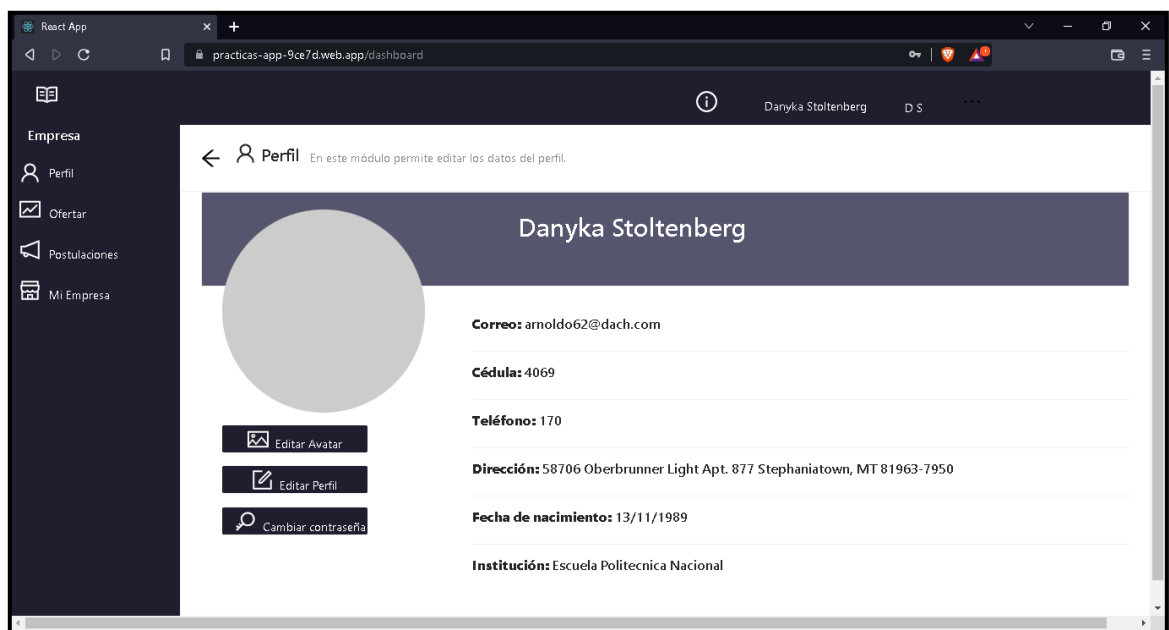 React App
practicas-app-9ce7d.web.app/dashboard
Danyka Stoltenberg D S ...
Empresa
Perfil
Ofertar
Postulaciones
Mi Empresa
Perfil En este módulo permite editar los datos del perfil.
Danyka Stoltenberg
Editar Avatar
Editar Perfil
Cambiar contraseña
Correo: arnoldo62@dach.com
Cédula: 4069
Teléfono: 170
Dirección: 58706 Oberbrunner Light Apt. 877 Stephaniatown, MT 81963-7950
Fecha de nacimiento: 13/11/1989
Institución: Escuela Politecnica Nacional